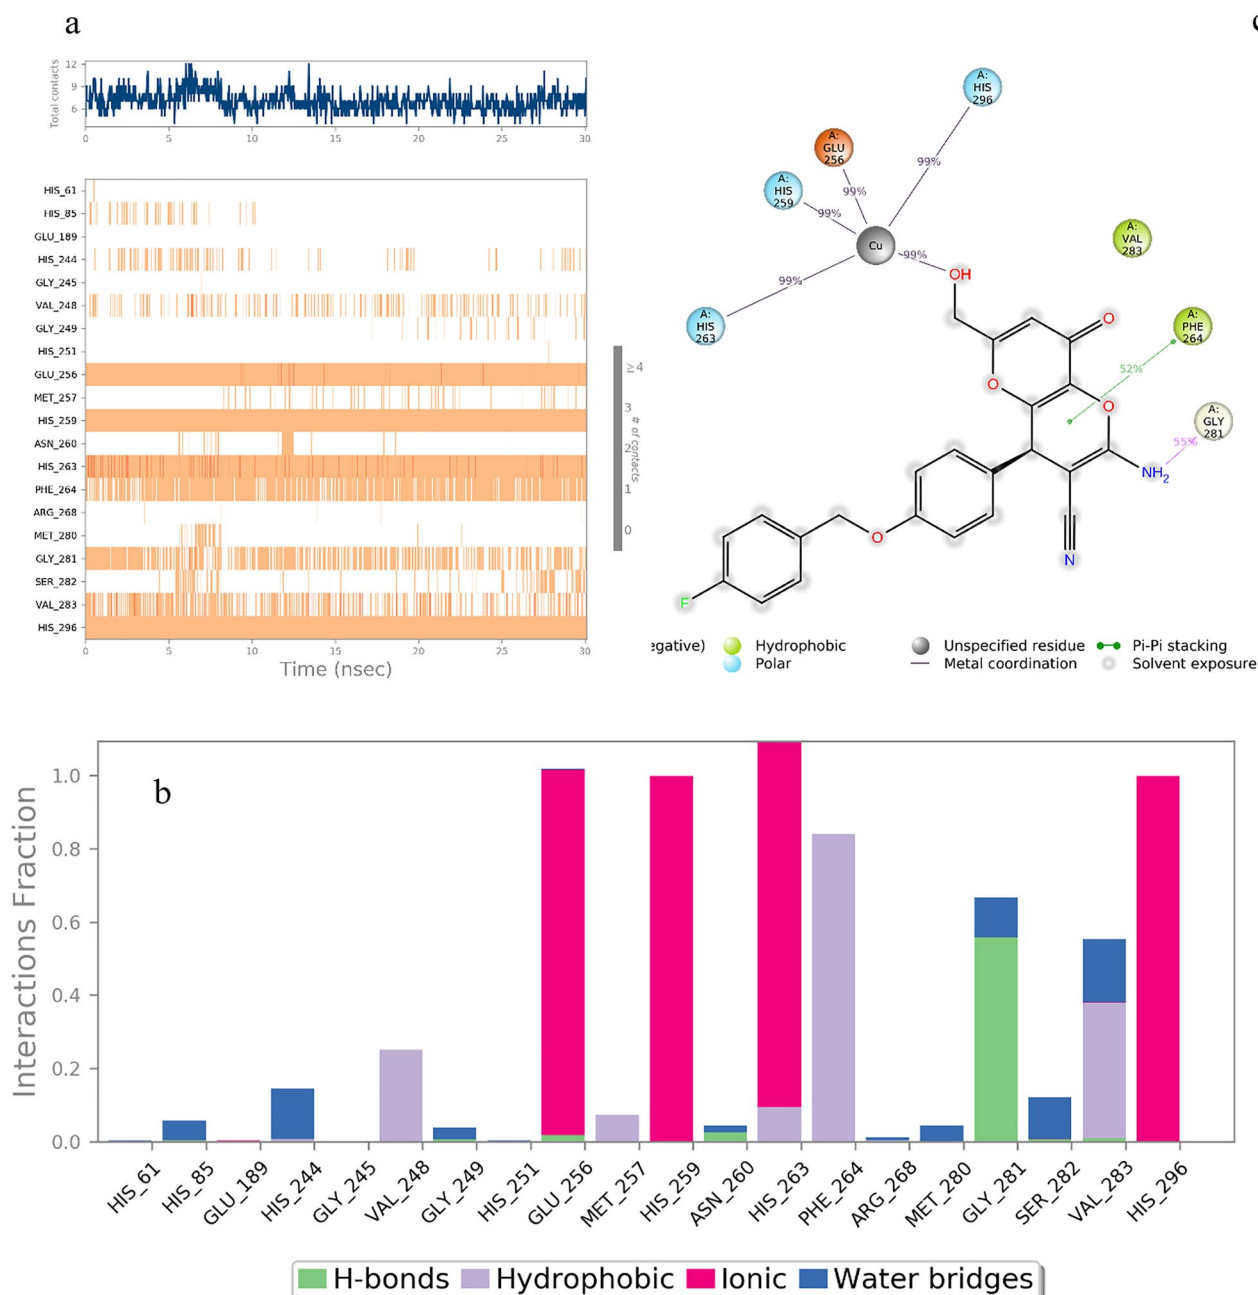 a
c
Total contacts
12
9
6
0 5 10 15 20 25 30
HIS_61
HIS_85
GLU_189
HIS_244
GLY_245
VAL_248
GLY_249
HIS_251
GLU_256
MET_257
HIS_259
ASN_260
HIS_263
PHE_264
ARG_268
MET_280
GLY_281
SER_282
VAL_283
HIS_296
0 5 10 15 20 25 30
Time (nsec)
≥4
3
2
1
0
# of contacts
A:
HIS
296
A:
GLU
256
A:
HIS
259
A:
HIS
263
A:
VAL
283
A:
PHE
264
A:
GLY
281
Cu
99%
99%
99%
99%
99%
52%
55%
OH
O
O
O
NH2
N
O
F
egative)
Hydrophobic
Polar
Unspecified residue
Metal coordination
Pi-Pi stacking
Solvent exposure
b
Interactions Fraction
1.0
0.8
0.6
0.4
0.2
0.0
HIS_61
HIS_85
GLU_189
HIS_244
GLY_245
VAL_248
GLY_249
HIS_251
GLU_256
MET_257
HIS_259
ASN_260
HIS_263
PHE_264
ARG_268
MET_280
GLY_281
SER_282
VAL_283
HIS_296
H-bonds Hydrophobic Ionic Water bridges